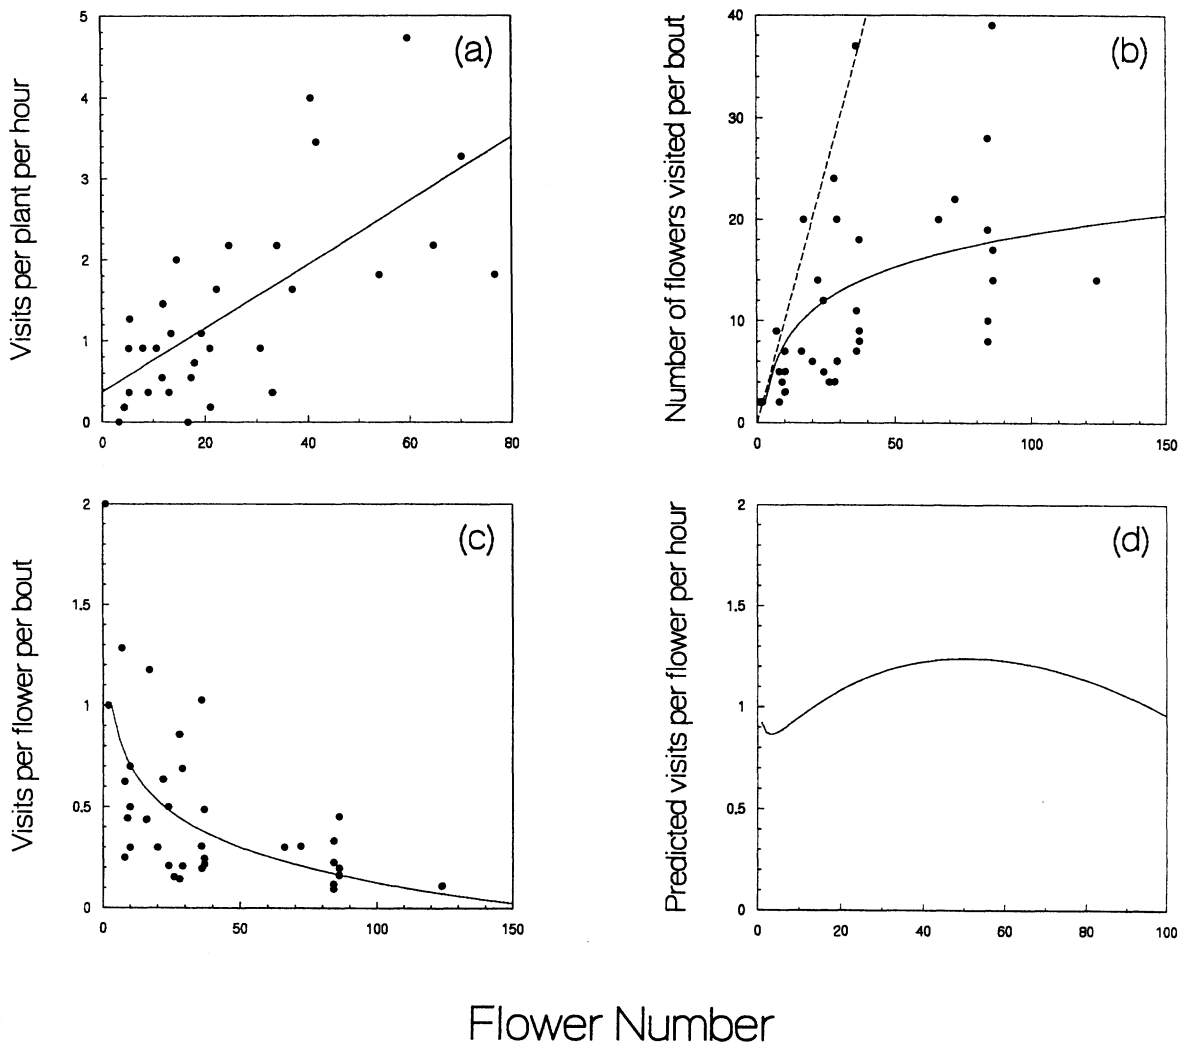 (a)
Visits per plant per hour
5
4
3
2
1
0
0 20 40 60 80
(b)
Number of flowers visited per bout
40
30
20
10
0
0 50 100 150
(c)
Visits per flower per bout
2
1.5
1
0.5
0
0 50 100 150
(d)
Predicted visits per flower per hour
2
1.5
1
0.5
0
0 20 40 60 80 100
Flower Number